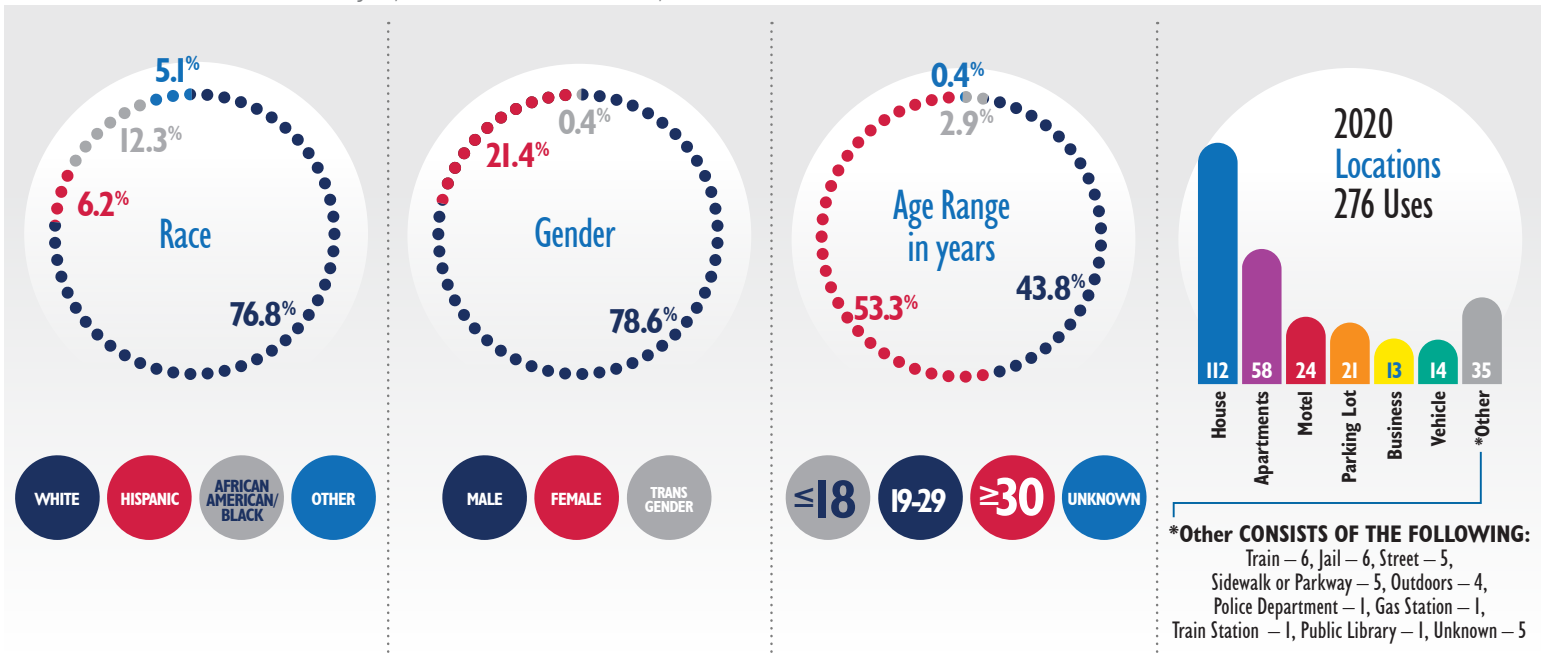 5.1%
12.3%
6.2%
Race
76.8%
WHITE
HISPANIC
AFRICAN
AMERICAN/
BLACK
OTHER
0.4%
21.4%
Gender
78.6%
MALE
FEMALE
TRANS
GENDER
0.4%
2.9%
Age Range
in years
43.8%
53.3%
≤18
19-29
≥30
UNKNOWN
2020
Locations
276 Uses
112
58
24
21
13
14
35
House
Apartments
Motel
Parking Lot
Business
Vehicle
*Other
*Other CONSISTS OF THE FOLLOWING:
Train – 6, Jail – 6, Street – 5,
Sidewalk or Parkway – 5, Outdoors – 4,
Police Department – 1, Gas Station – 1,
Train Station – 1, Public Library – 1, Unknown – 5